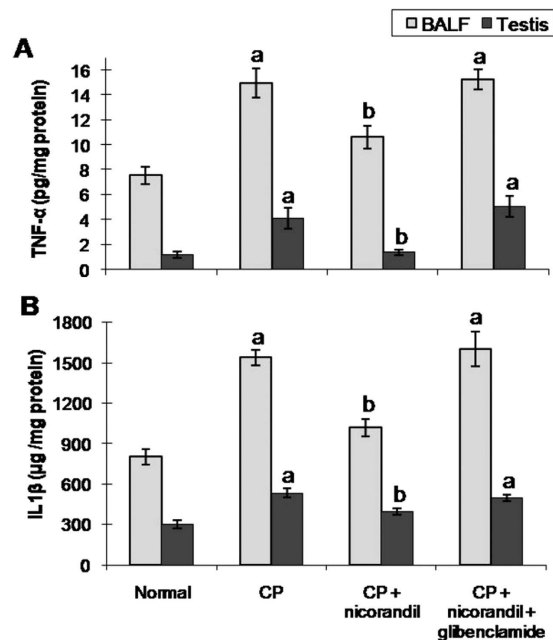 BALF Testis
A
TNF-α (pg/mg protein)
16
14
12
10
8
6
4
2
0
a
a
b
b
a
a
B
IL1β (µg /mg protein)
1800
1500
1200
900
600
300
0
a
a
b
b
a
a
Normal
CP
CP +
nicorandil
CP +
nicorandil+
glibenclamide